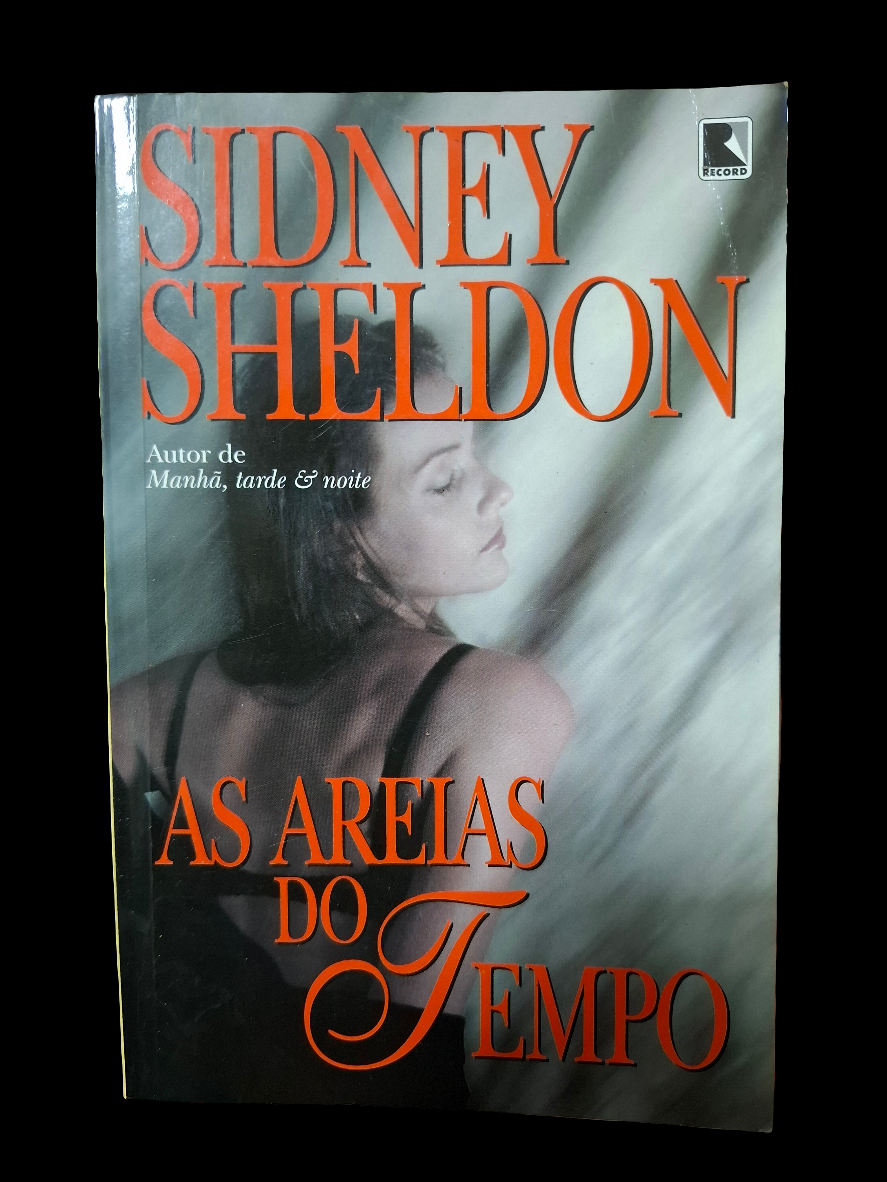 SIDNEY
SHELDON
RECORD
Autor de
Manhã, tarde & noite
AS AREIAS
DO
TEMPO